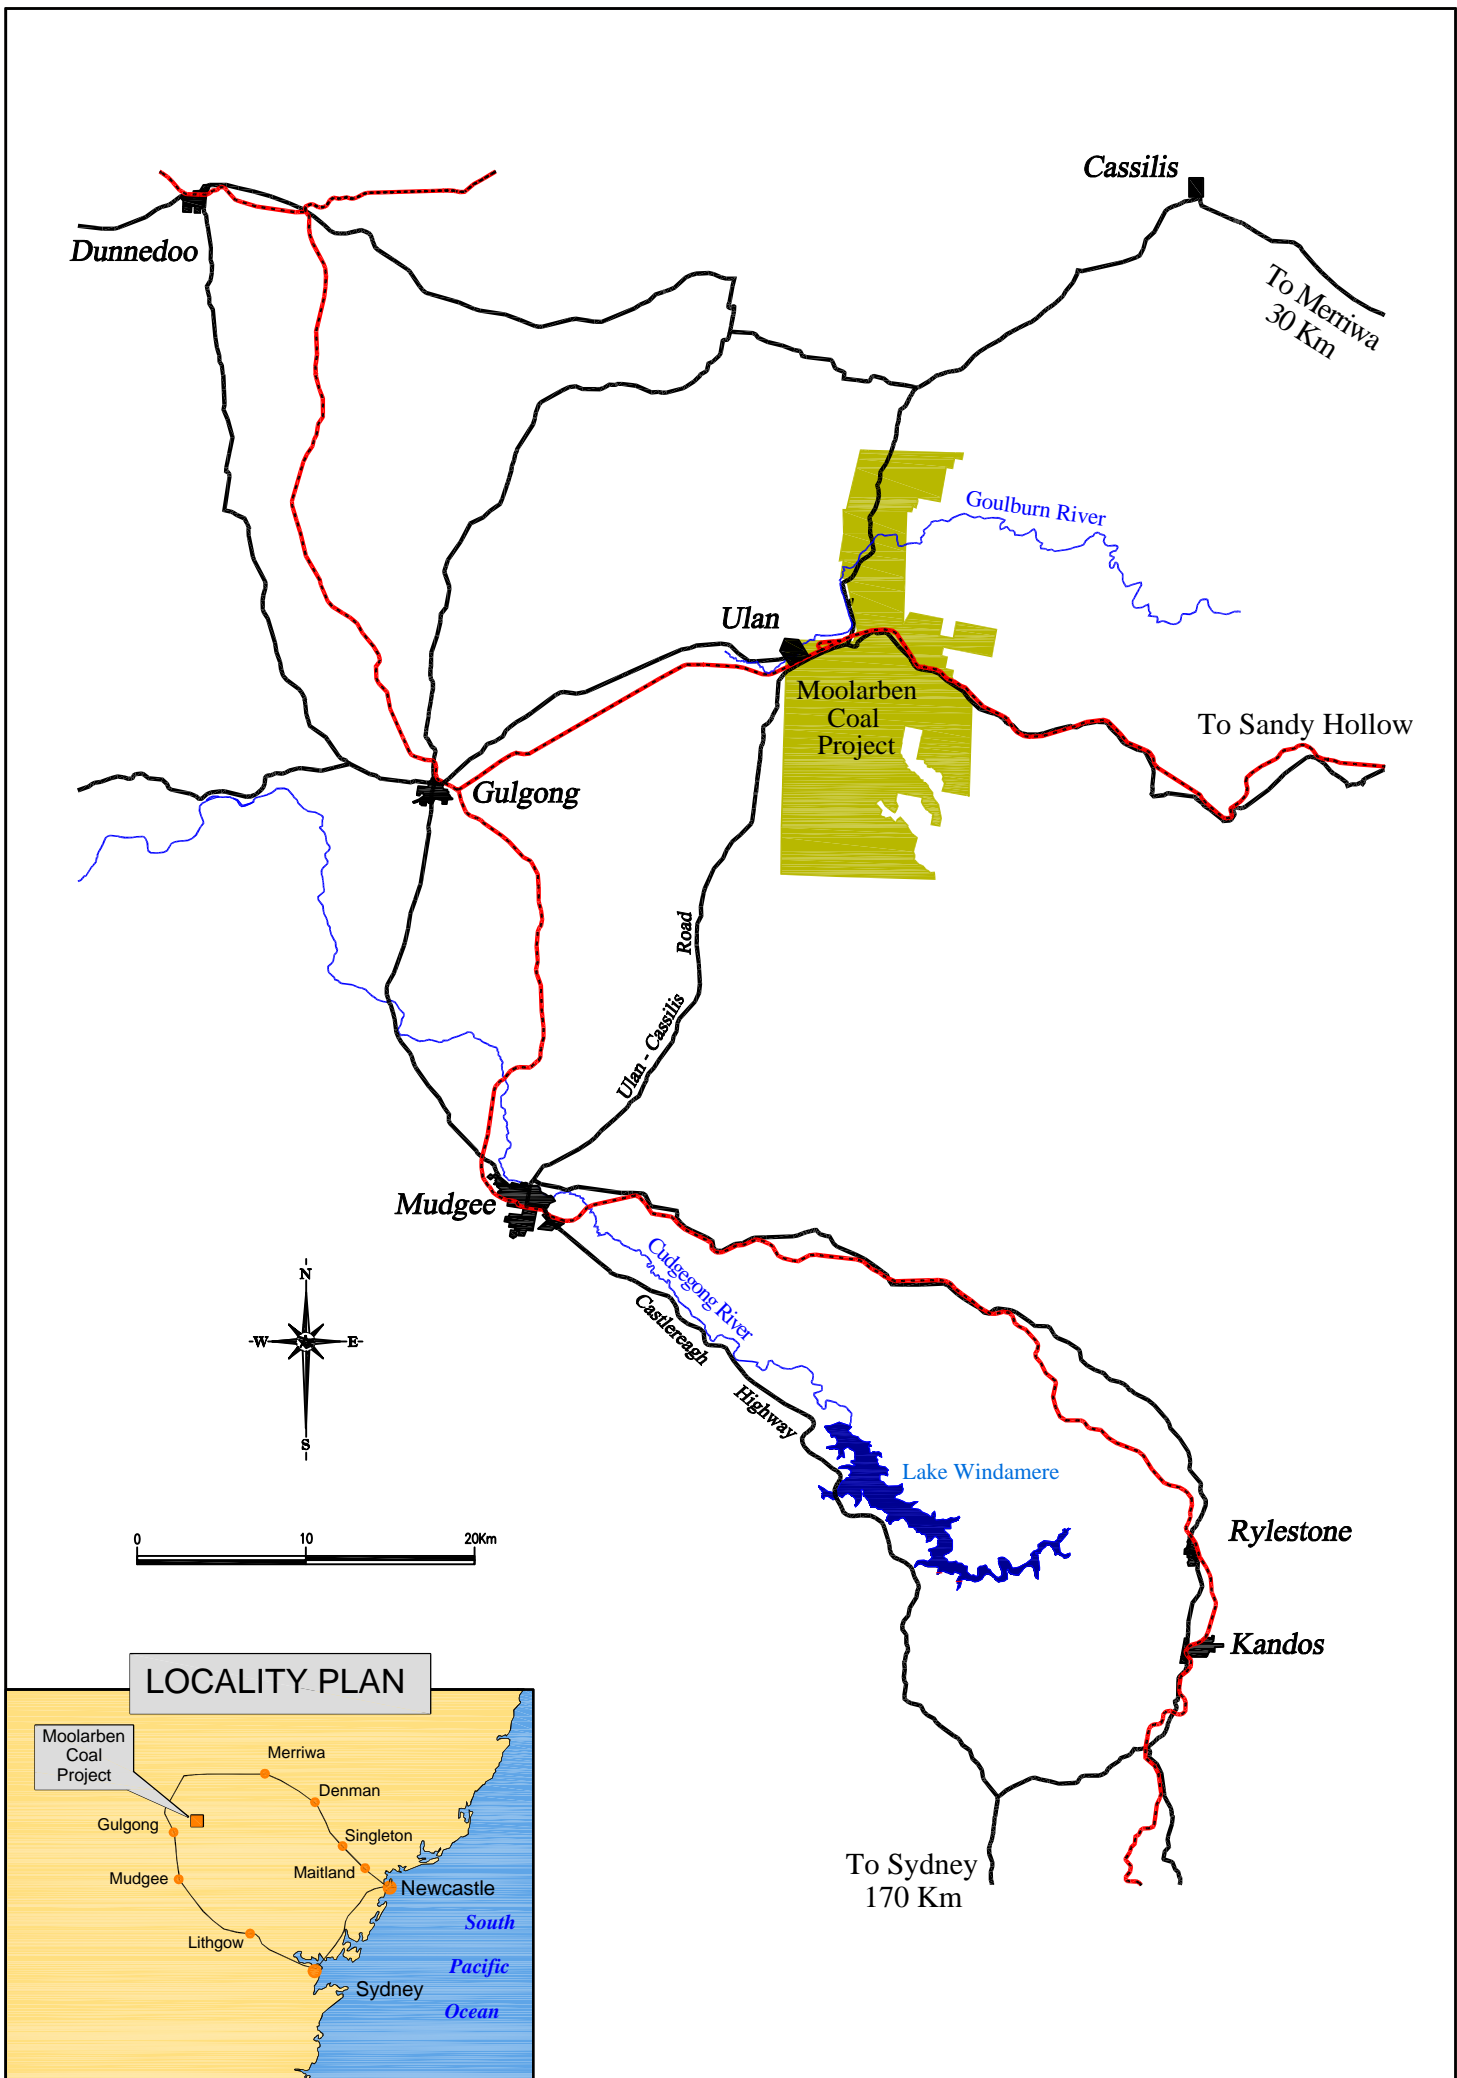 Cassilis
Dunnedoo
To Merriwa
30 Km
Goulburn River
Ulan
Moolarben
Coal
Project
To Sandy Hollow
Gulgong
Ulan - Cassilis Road
Mudgee
Cudgegong River
Castlereagh Highway
N
W
E
S
Lake Windamere
0 10 20Km
Rylestone
Kandos
To Sydney
170 Km
LOCALITY PLAN
Moolarben
Coal
Project
Merriwa
Denman
Gulgong
Singleton
Maitland
Mudgee
Newcastle
South
Pacific
Ocean
Lithgow
Sydney